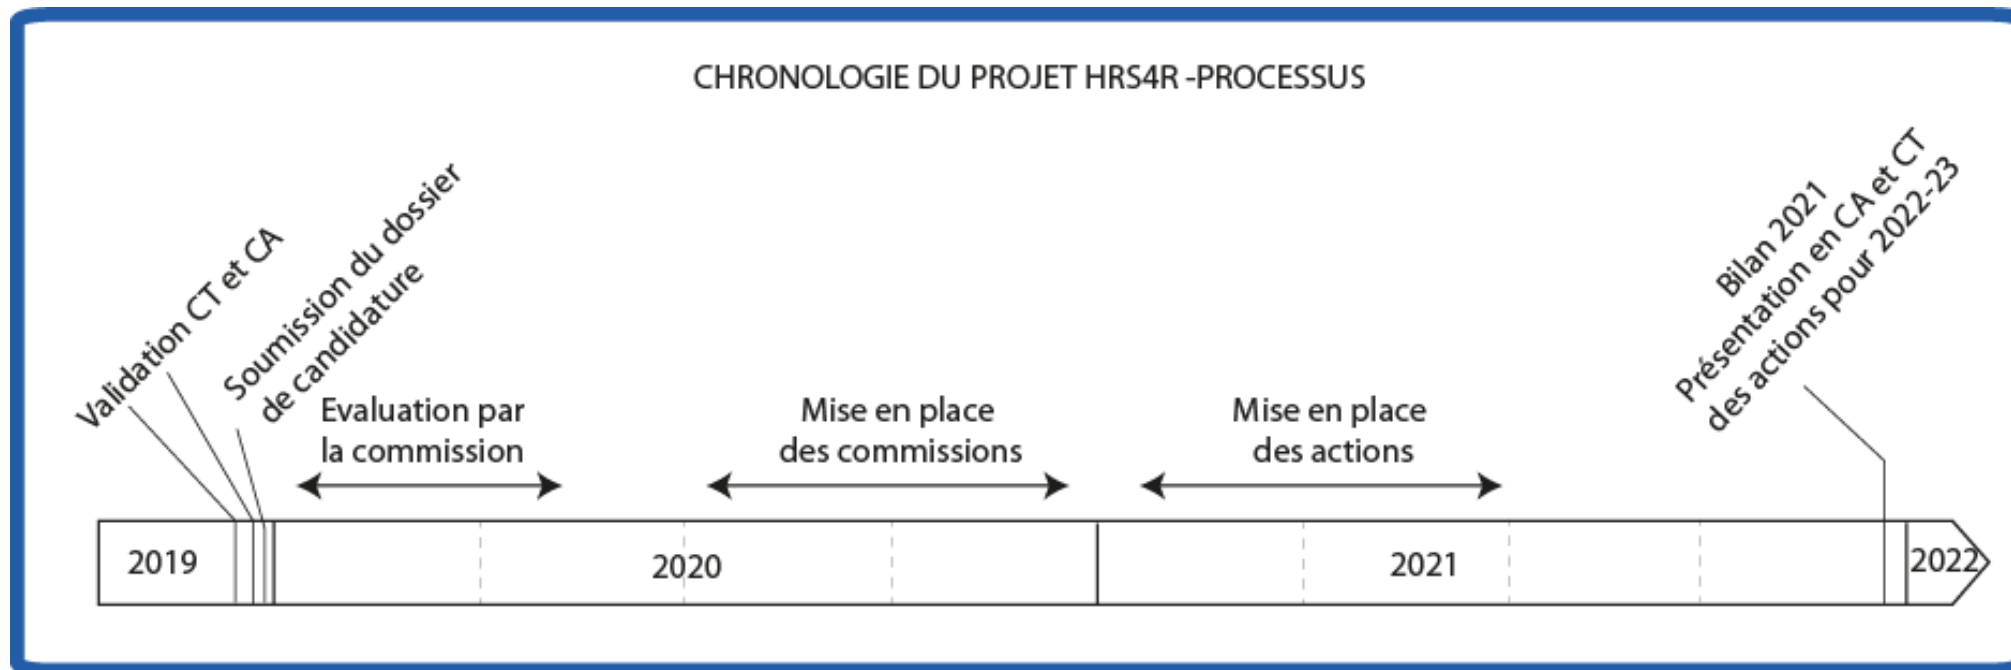 CHRONOLOGIE DU PROJET HRS4R -PROCESSUS
Validation CT et CA
Soumission du dossier
de candidature
Evaluation par
la commission
Mise en place
des commissions
Mise en place
des actions
Bilan 2021
Présentation en CA et CT
des actions pour 2022-23
2019
2020
2021
2022